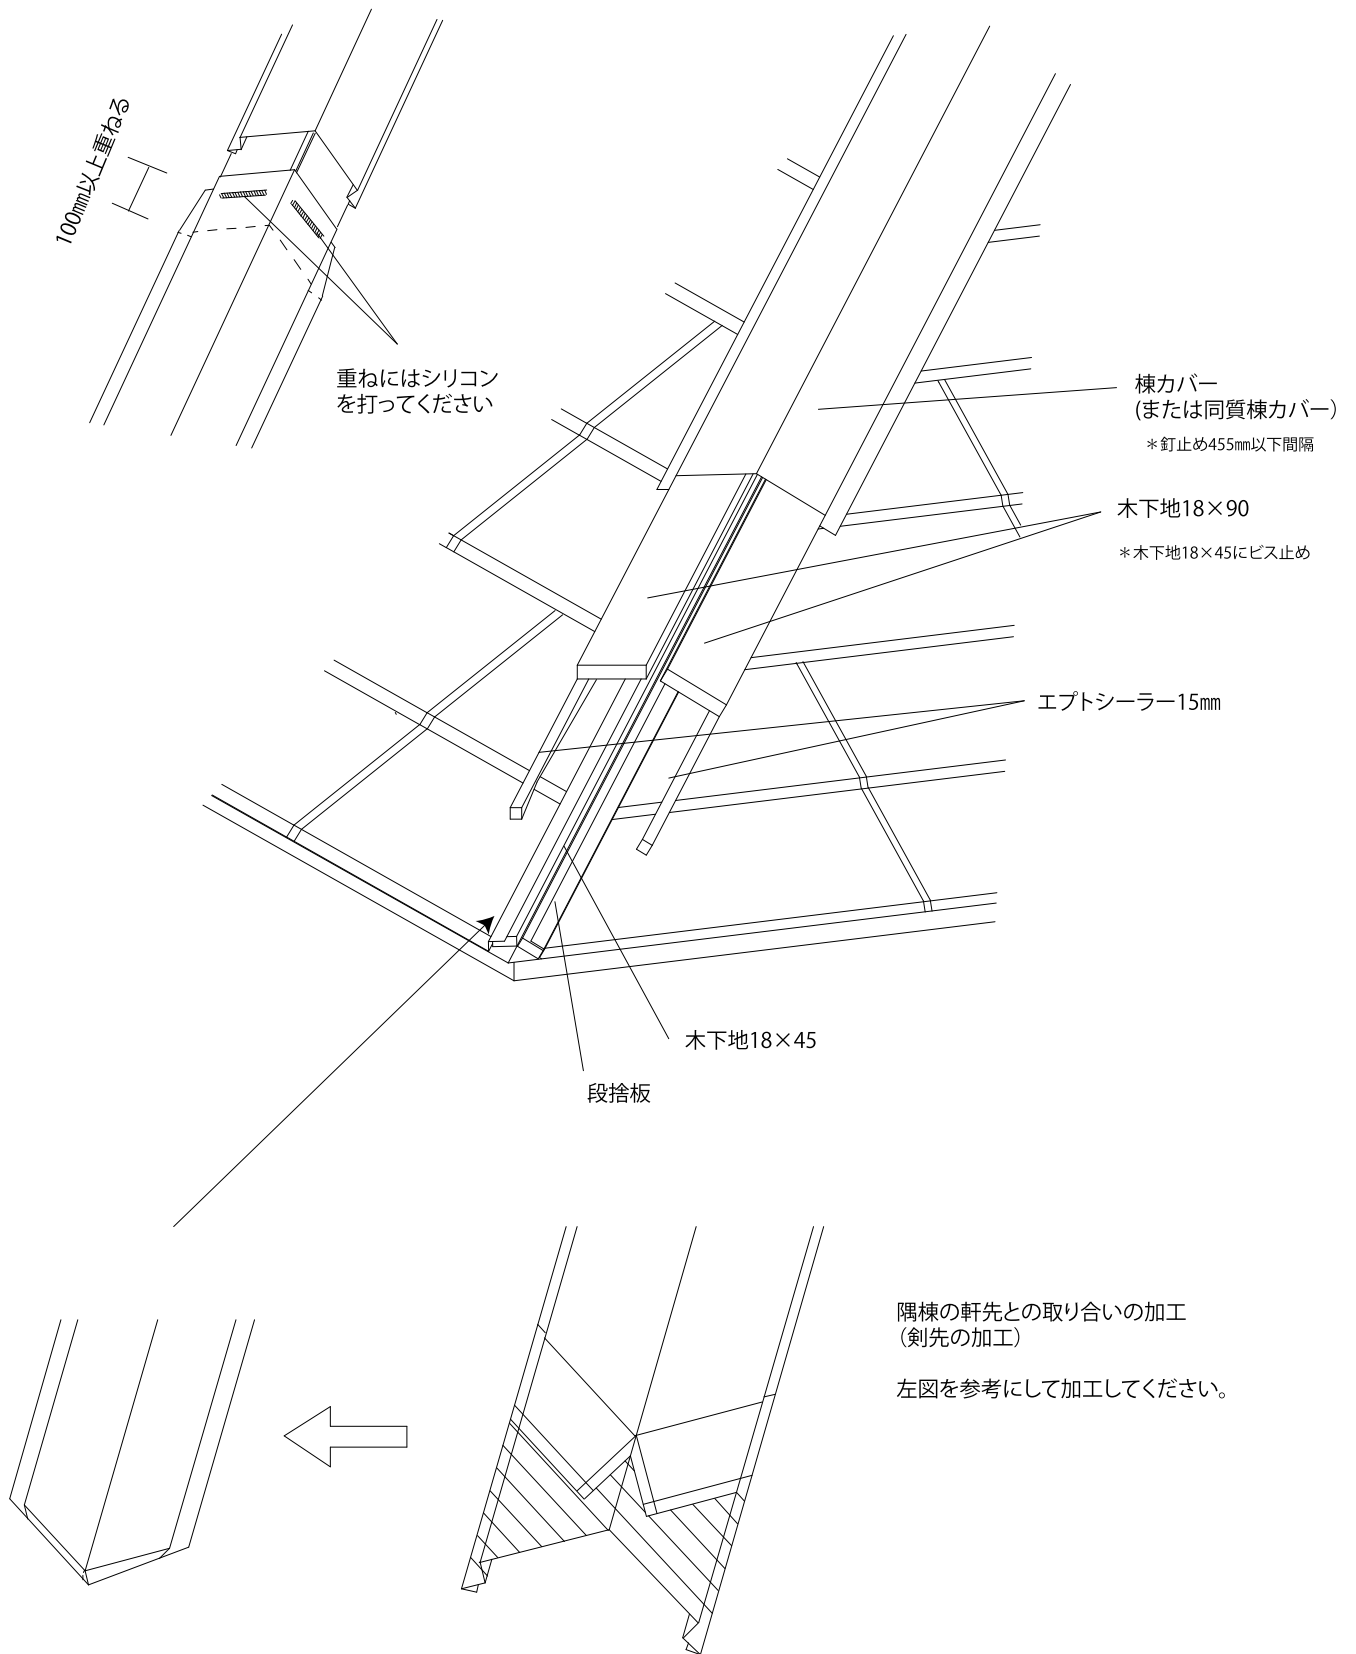 100㎜以上重ねる
重ねにはシリコン
を打ってください
棟カバー
(または同質棟カバー）
＊釘止め455㎜以下間隔
木下地18×90
＊木下地18×45にビス止め
エプトシーラー15㎜
木下地18×45
段捨板
隅棟の軒先との取り合いの加工
（剣先の加工）
左図を参考にして加工してください。